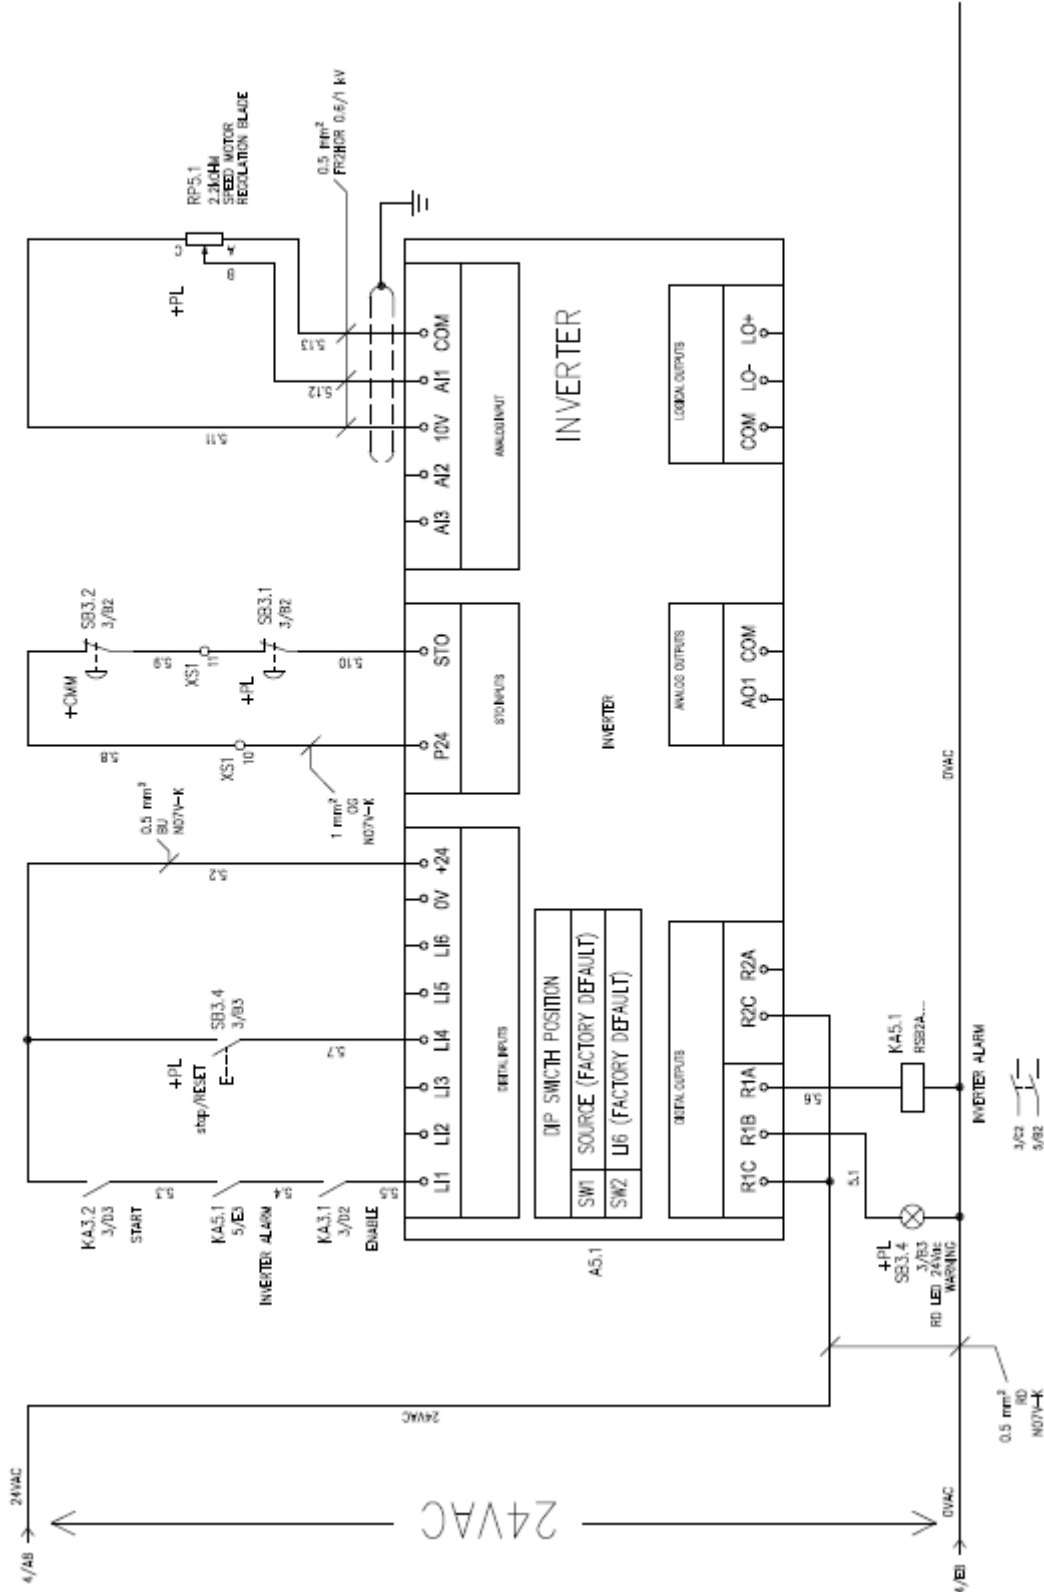 4/A8
24VAC
24VAC
24VAC
0VAC
0VAC
0.5 mm²
RD
N07V-K
KA3.2
3/D3
START
5.3
KA5.1
5/E3
INVERTER ALARM
5.4
KA3.1
3/D2
ENABLE
5.5
+PL
stop/RESET
SB3.4
3/B3
5.7
0.5 mm²
BU
N07V-K
5.2
5.8
XS1
10
1 mm²
OG
N07V-K
+CMM
SB3.2
3/B2
5.9
XS1
11
+PL
SB3.1
3/B2
5.10
5.11
+PL
RP5.1
2.2kOHM
SPEED MOTOR
REGOLATION BLADE
C
A
B
5.12
5.13
0.5 mm²
FR2HOR 0.6/1 kV
LI1 LI2 LI3 LI4 LI5 LI6 0V +24
DIGITAL INPUTS
P24 STO
STO INPUTS
AI3 AI2 10V AI1 COM
ANALOG INPUT
A5.1
DIP SWICTH POSITION
SW1 SOURCE (FACTORY DEFAULT)
SW2 LI6 (FACTORY DEFAULT)
INVERTER
INVERTER
DIGITAL OUTPUTS
R1C R1B R1A R2C R2A
ANALOG OUTPUTS
AO1 COM
LOGICAL OUTPUTS
COM LO- LO+
5.1
5.6
+PL
SB3.4
3/B3
RD LED 24Vac
WARNING
KA5.1
RSB2A...
INVERTER ALARM
3/C2
5/B2